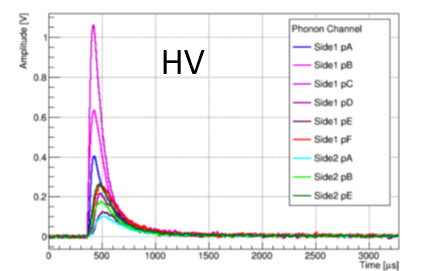 Amplitude [V]
HV
1
0.8
0.6
0.4
0.2
0
Phonon Channel
Side1 pA
Side1 pB
Side1 pC
Side1 pD
Side1 pE
Side1 pF
Side2 pA
Side2 pB
Side2 pE
0 500 1000 1500 2000 2500 3000
Time [µs]